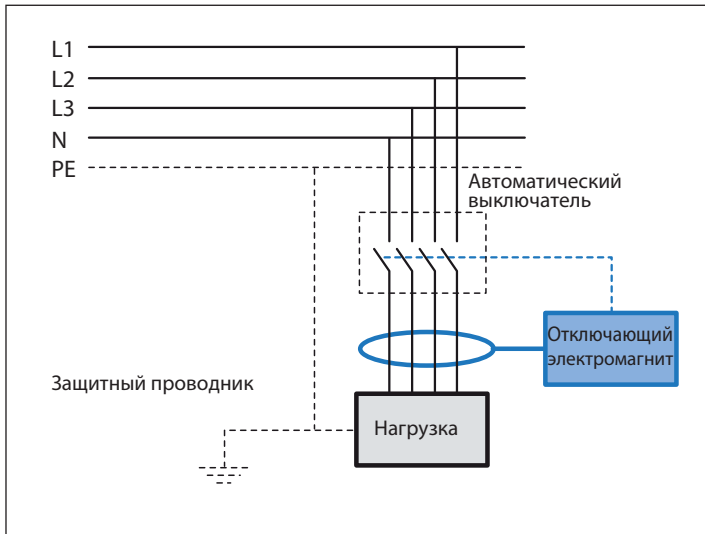 L1
L2
L3
N
PE
Автоматический
выключатель
Отключающий
электромагнит
Защитный проводник
Нагрузка